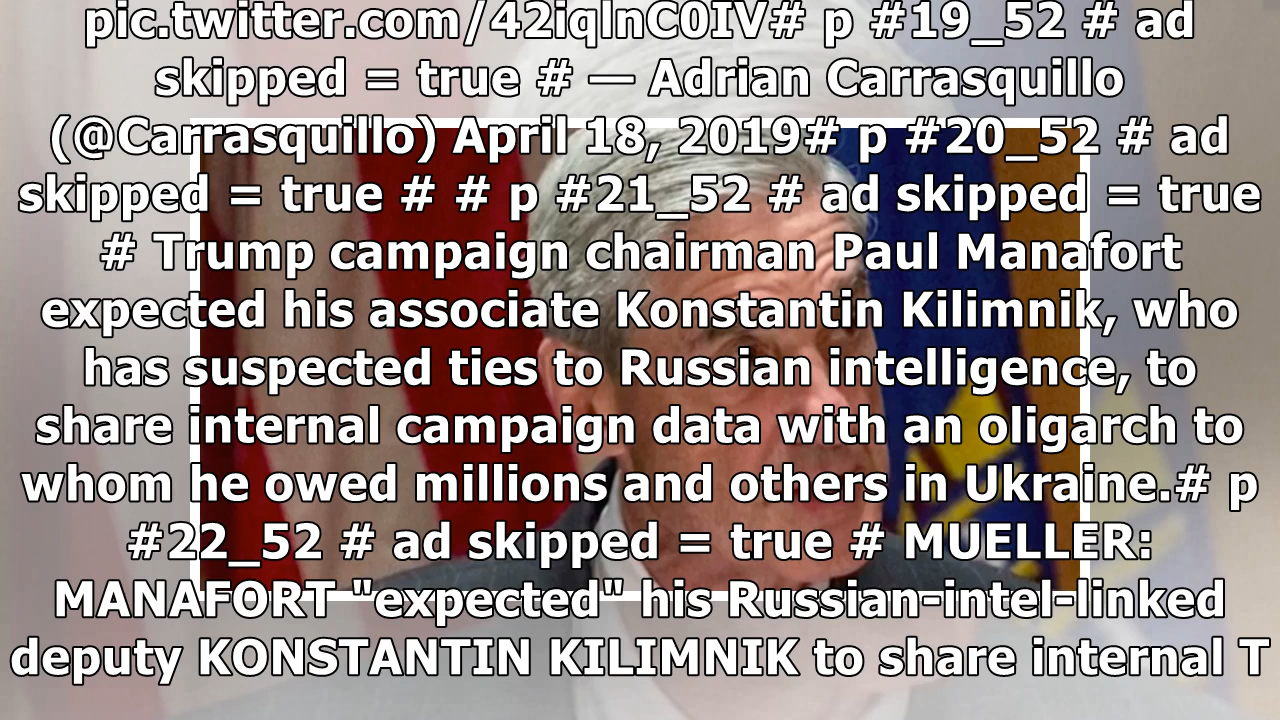 pic.twitter.com/42iqlnC0IV# p #19_52 # ad
skipped = true # — Adrian Carrasquillo
(@Carrasquillo) April 18, 2019# p #20_52 # ad
skipped = true # # p #21_52 # ad skipped = true
# Trump campaign chairman Paul Manafort
expected his associate Konstantin Kilimnik, who
has suspected ties to Russian intelligence, to
share internal campaign data with an oligarch to
whom he owed millions and others in Ukraine.# p
#22_52 # ad skipped = true # MUELLER:
MANAFORT "expected" his Russian-intel-linked
deputy KONSTANTIN KILIMNIK to share internal T